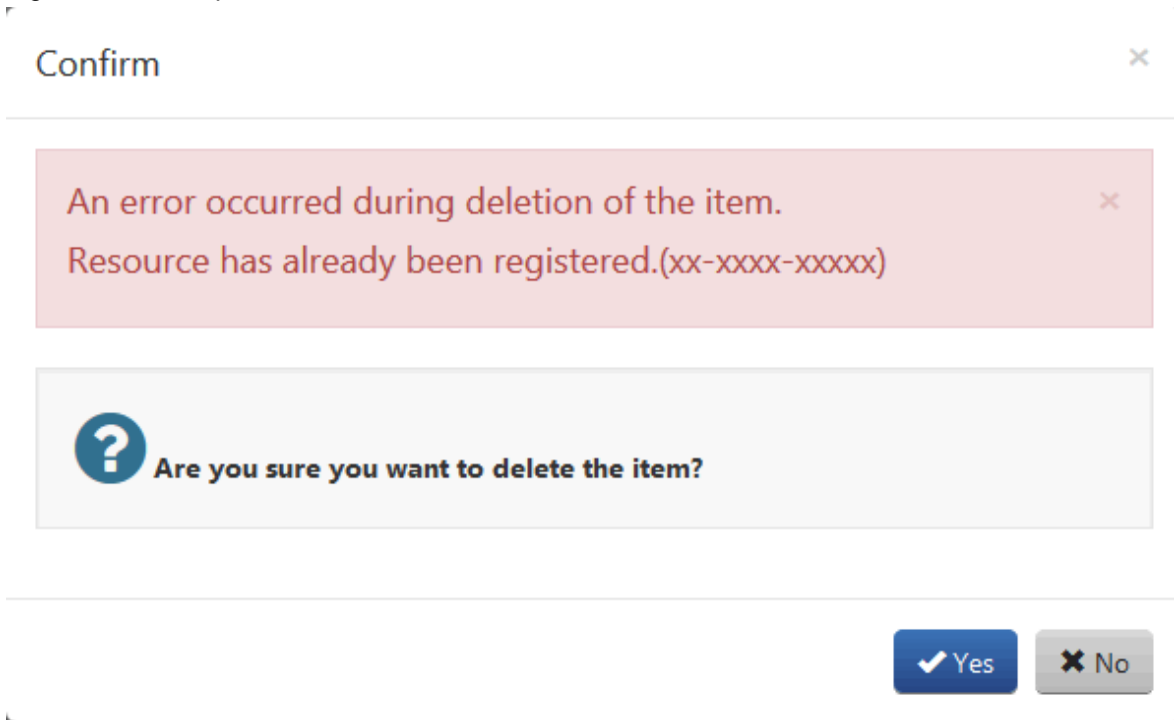 Confirm
An error occurred during deletion of the item.
Resource has already been registered.(xx-xxxx-xxxxx)
Are you sure you want to delete the item?
Yes
No